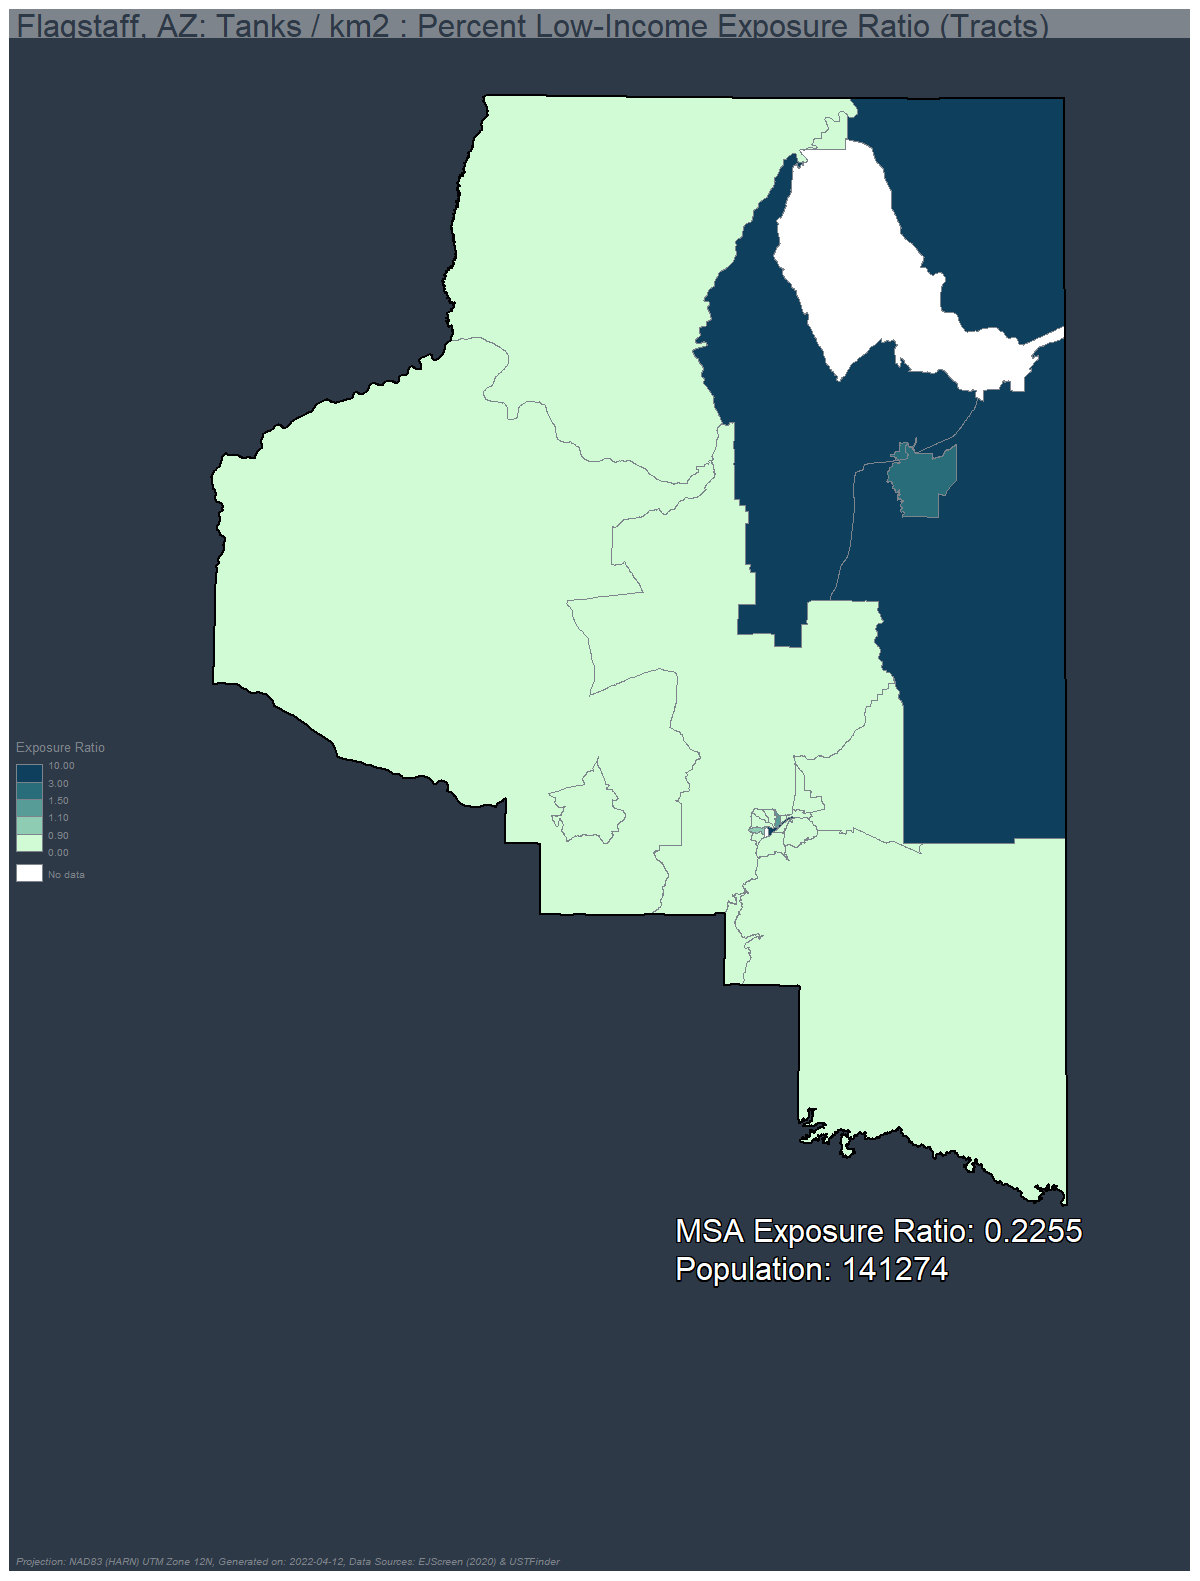 Flagstaff, AZ: Tanks / km2 : Percent Low-Income Exposure Ratio (Tracts)
Exposure Ratio
10.00
3.00
1.50
1.10
0.90
0.00
No data
MSA Exposure Ratio: 0.2255
Population: 141274
Projection: NAD83 (HARN) UTM Zone 12N, Generated on: 2022-04-12, Data Sources: EJScreen (2020) & USTFinder